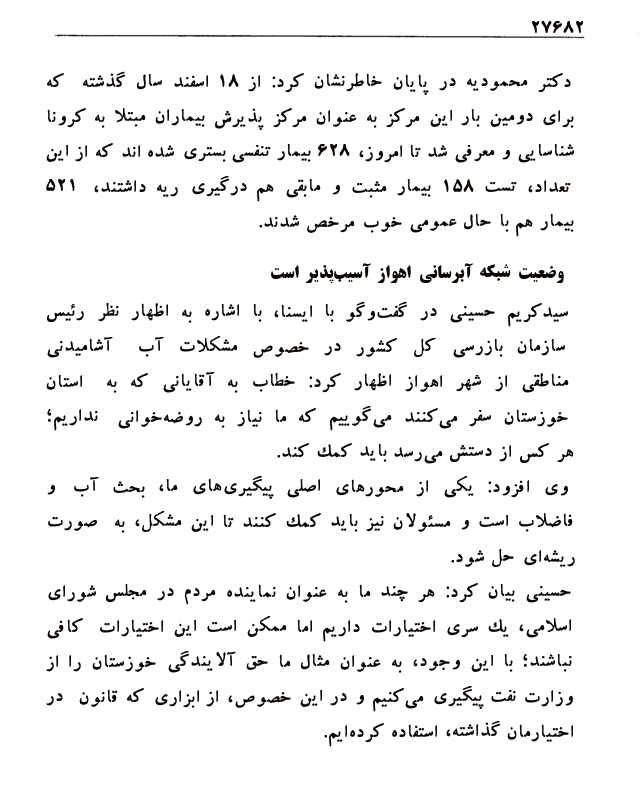 ۲۷۶۸۲
دکتر محمودیه در پایان خاطرنشان کرد: از ۱۸ اسفند سال گذشته که
برای دومین بار این مرکز به عنوان مرکز پذیرش بیماران مبتلا به کرونا
شناسایی و معرفی شد تا امروز، ۶۲۸ بیمار تنفسی بستری شده اند که از این
تعداد، تست ۱۵۸ بیمار مثبت و مابقی هم درگیری ریه داشتند، ۵۲۱
بیمار هم با حال عمومی خوب مرخص شدند.
وضعیت شبکه آبرسانی اهواز آسیب‌پذیر است
سیدکریم حسینی در گفت‌وگو با ایسنا، با اشاره به اظهار نظر رئیس
سازمان بازرسی کل کشور در خصوص مشکلات آب آشامیدنی
مناطقی از شهر اهواز اظهار کرد: خطاب به آقایانی که به استان
خوزستان سفر می‌کنند می‌گوییم که ما نیاز به روضه‌خوانی نداریم؛
هر کس از دستش می‌رسد باید کمك کند.
وی افزود: یکی از محورهای اصلی پیگیری‌های ما، بحث آب و
فاضلاب است و مسئولان نیز باید کمك کنند تا این مشکل، به صورت
ریشه‌ای حل شود.
حسینی بیان کرد: هر چند ما به عنوان نماینده مردم در مجلس شورای
اسلامی، یك سری اختیارات داریم اما ممکن است این اختیارات کافی
نباشند؛ با این وجود، به عنوان مثال ما حق آلایندگی خوزستان را از
وزارت نفت پیگیری می‌کنیم و در این خصوص، از ابزاری که قانون در
اختیارمان گذاشته، استفاده کرده‌ایم.